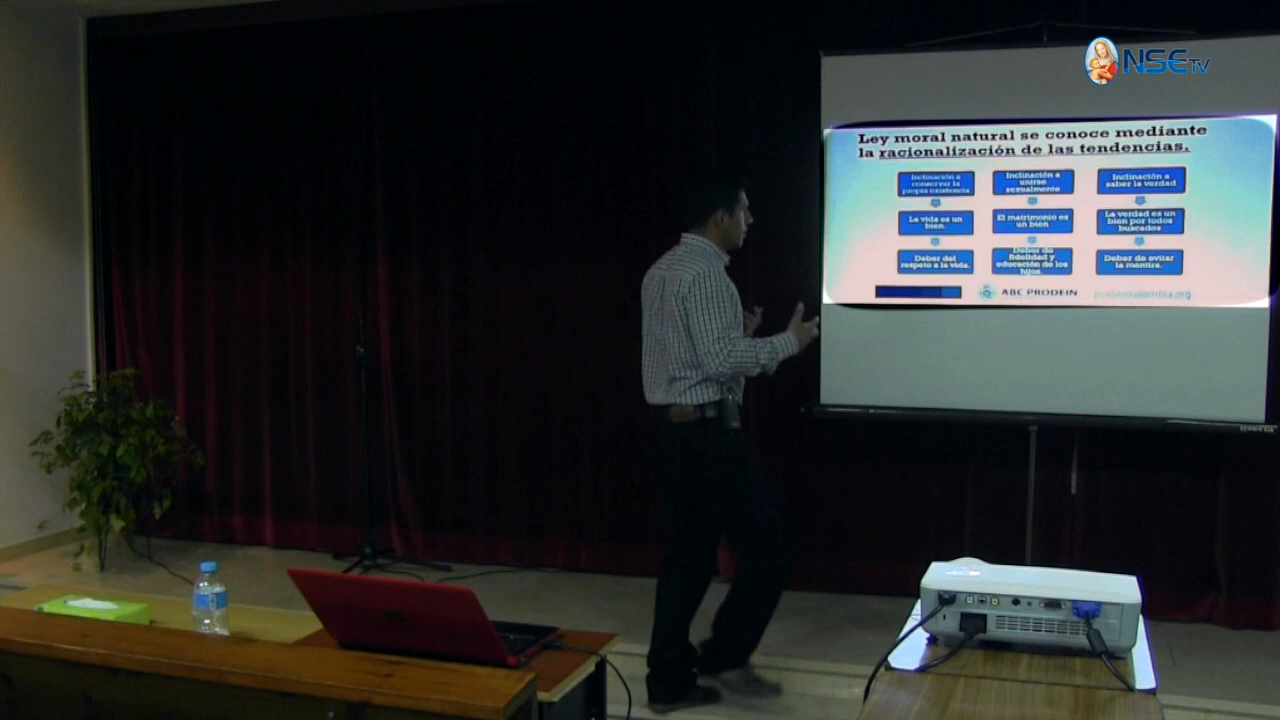 NSETV
Ley moral natural se conoce mediante
la racionalización de las tendencias.
Inclinación a
conservar la
propia existencia
Inclinación a
unirse
sexualmente
Inclinación a
saber la verdad
La vida es un
bien.
El matrimonio es
un bien
La verdad es un
bien por todos
buscados
Deber del
respeto a la vida.
Deber de
fidelidad y
educación de los
hijos.
Deber de evitar
la mentira.
ABC PRODEIN